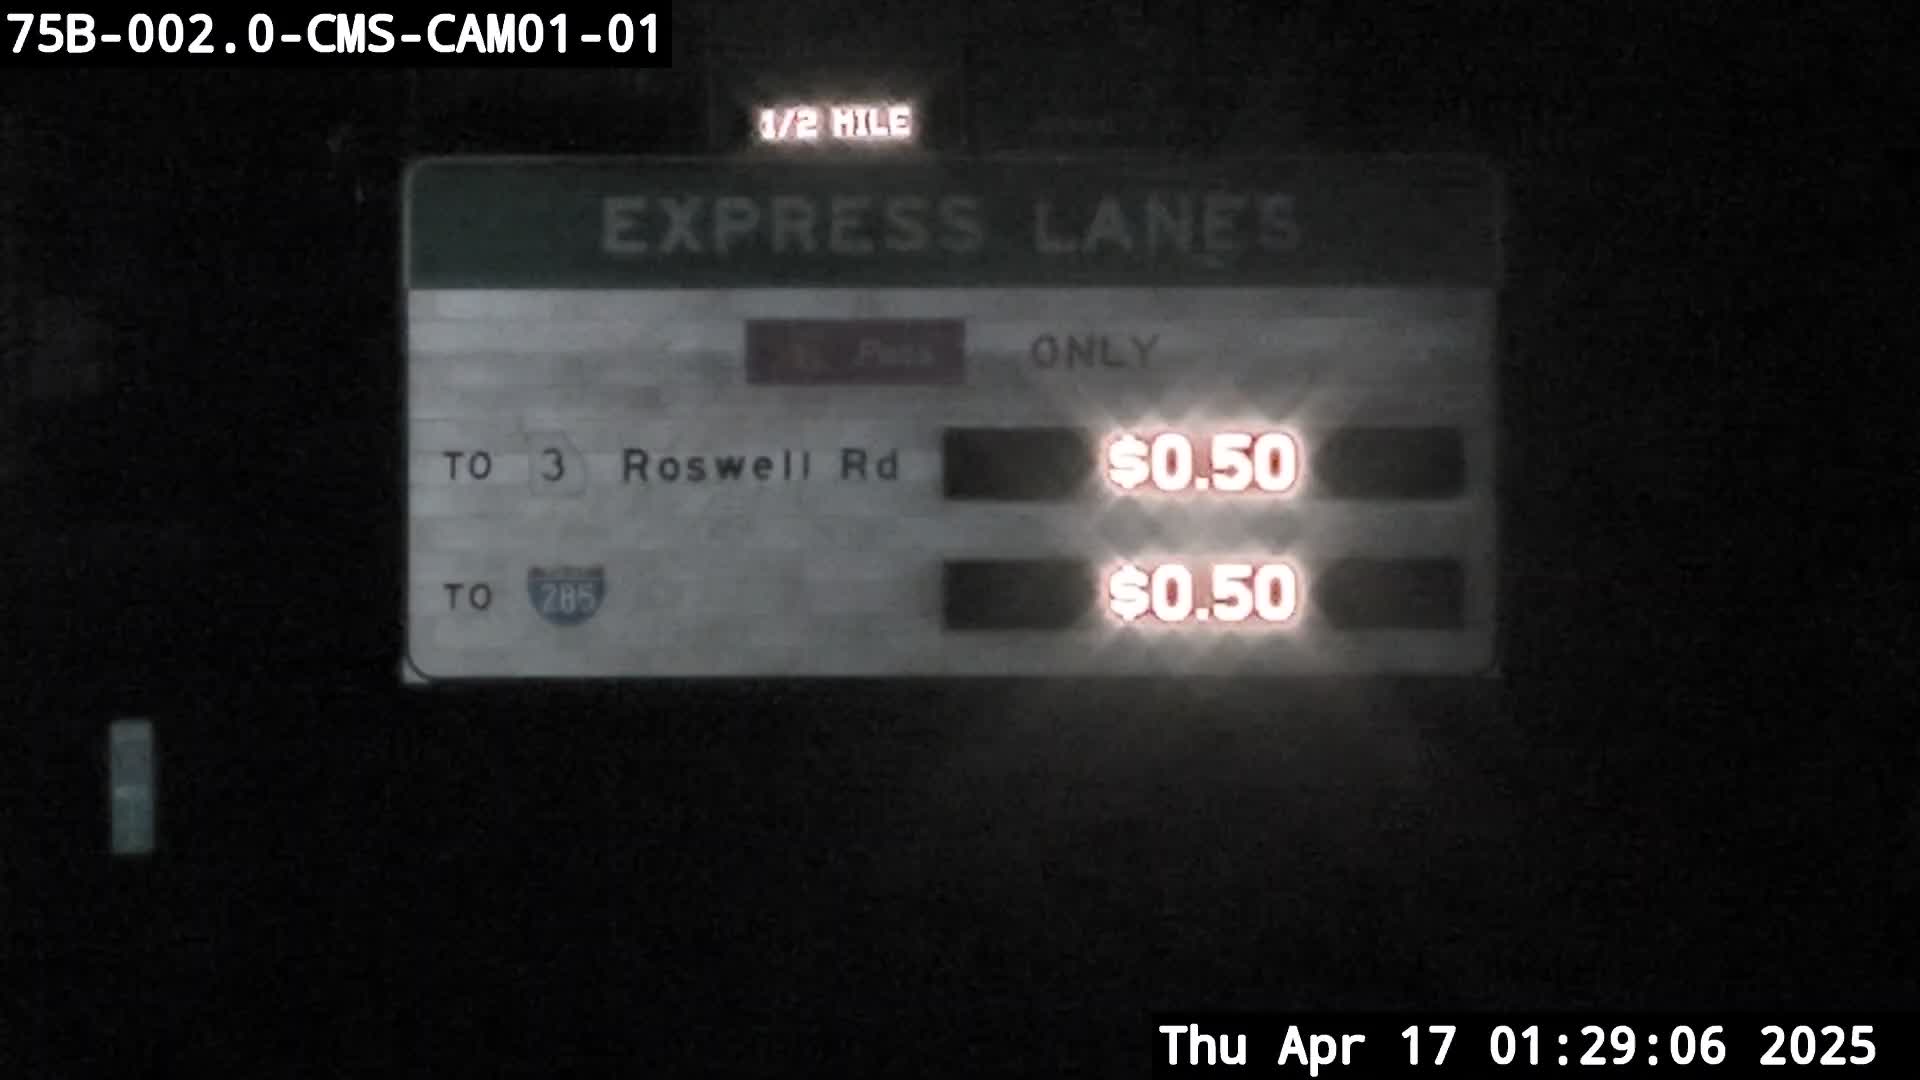 75B-002.0-CMS-CAM01-01
1/2 MILE
EXPRESS LANES
Pass ONLY
TO 3 Roswell Rd $0.50
TO 285 $0.50
Thu Apr 17 01:29:06 2025